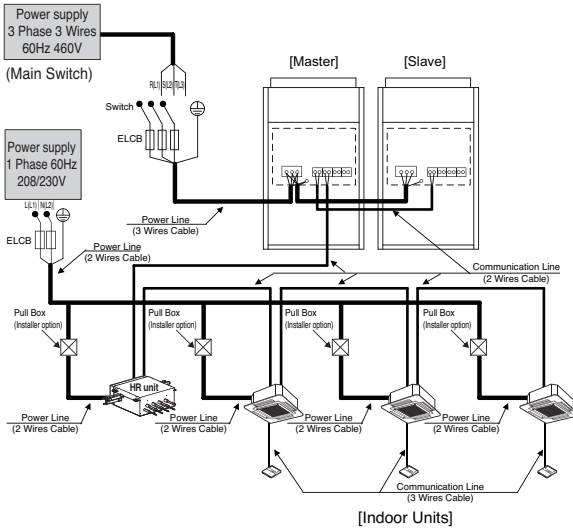 Power supply
3 Phase 3 Wires
60Hz 460V
(Main Switch)
R(L1) S(L2) T(L3)
Switch
ELCB
[Master]
[Slave]
Power supply
1 Phase 60Hz
208/230V
L(L1) N(L2)
ELCB
Power Line
(2 Wires Cable)
Power Line
(3 Wires Cable)
Communication Line
(2 Wires Cable)
Pull Box
(Installer option)
Pull Box
(Installer option)
Pull Box
(Installer option)
Pull Box
(Installer option)
HR unit
Power Line
(2 Wires Cable)
Power Line
(2 Wires Cable)
Power Line
(2 Wires Cable)
Power Line
(2 Wires Cable)
Communication Line
(3 Wires Cable)
[Indoor Units]